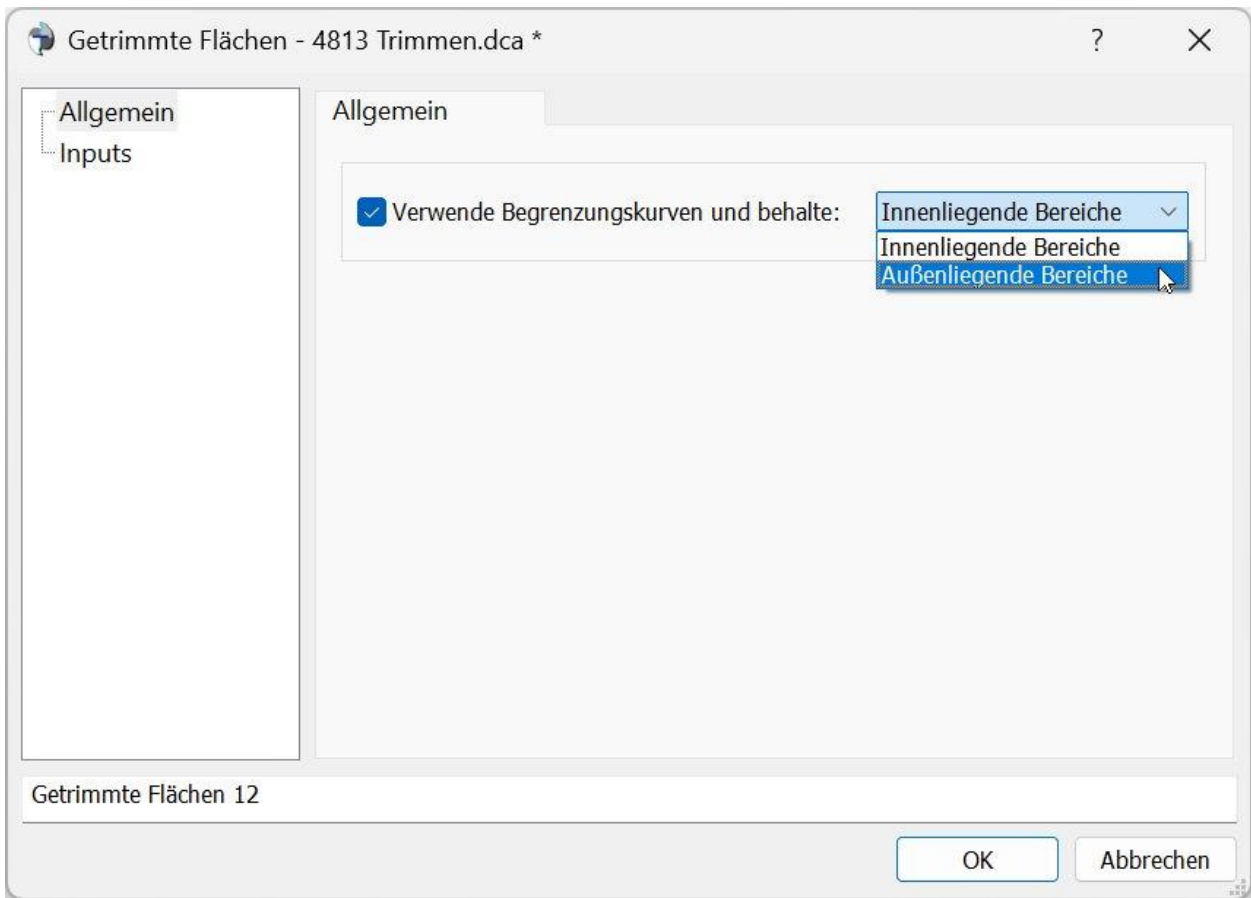 Getrimmte Flächen - 4813 Trimmen.dca * ?
Allgemein
Inputs
Allgemein
Verwende Begrenzungskurven und behalte: Innenliegende Bereiche
Innenliegende Bereiche
Außenliegende Bereiche
Getrimmte Flächen 12
OK Abbrechen